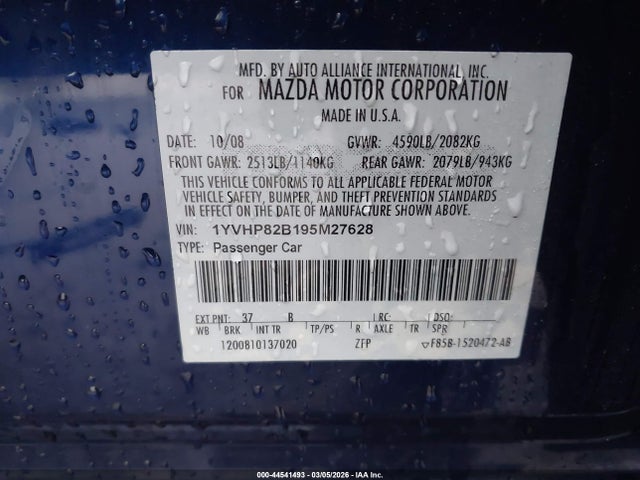 MFD. BY AUTO ALLIANCE INTERNATIONAL, INC.
FOR MAZDA MOTOR CORPORATION
MADE IN U.S.A.
DATE: 10/08 GVWR: 4590LB/2082KG
FRONT GAWR: 2513LB/1140KG REAR GAWR: 2079LB/943KG
THIS VEHICLE CONFORMS TO ALL APPLICABLE FEDERAL MOTOR
VEHICLE SAFETY, BUMPER, AND THEFT PREVENTION STANDARDS
IN EFFECT ON THE DATE OF MANUFACTURE SHOWN ABOVE.
VIN: 1YVHP82B195M27628
TYPE: Passenger Car
EXT PNT: 37 B RC: DSO:
WB BRK INT TR TP/PS R AXLE TR SPR
1200810137020 ZFP ▽F85B-1520472-AB
000-44541493 - 03/05/2026 - IAA Inc.